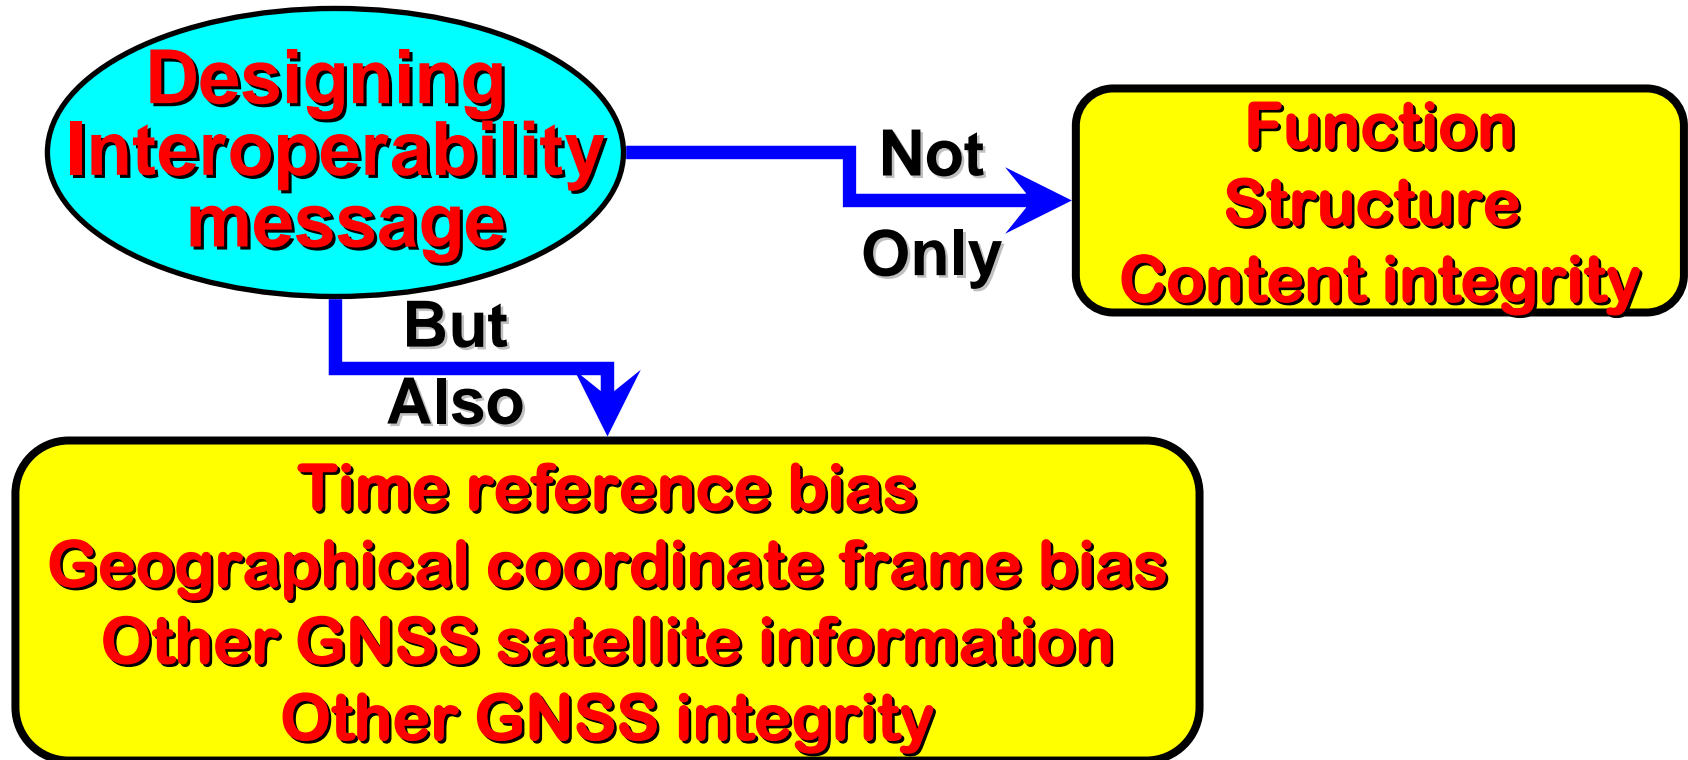 Designing
Interoperability
message
Not
Only
Function
Structure
Content integrity
But
Also
Time reference bias
Geographical coordinate frame bias
Other GNSS satellite information
Other GNSS integrity